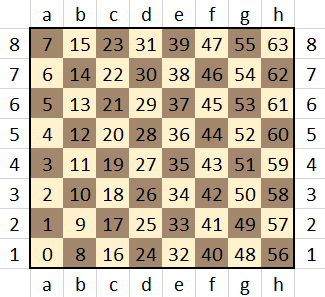 a b c d e f g h
8 7 15 23 31 39 47 55 63 8
7 6 14 22 30 38 46 54 62 7
6 5 13 21 29 37 45 53 61 6
5 4 12 20 28 36 44 52 60 5
4 3 11 19 27 35 43 51 59 4
3 2 10 18 26 34 42 50 58 3
2 1 9 17 25 33 41 49 57 2
1 0 8 16 24 32 40 48 56 1
a b c d e f g h